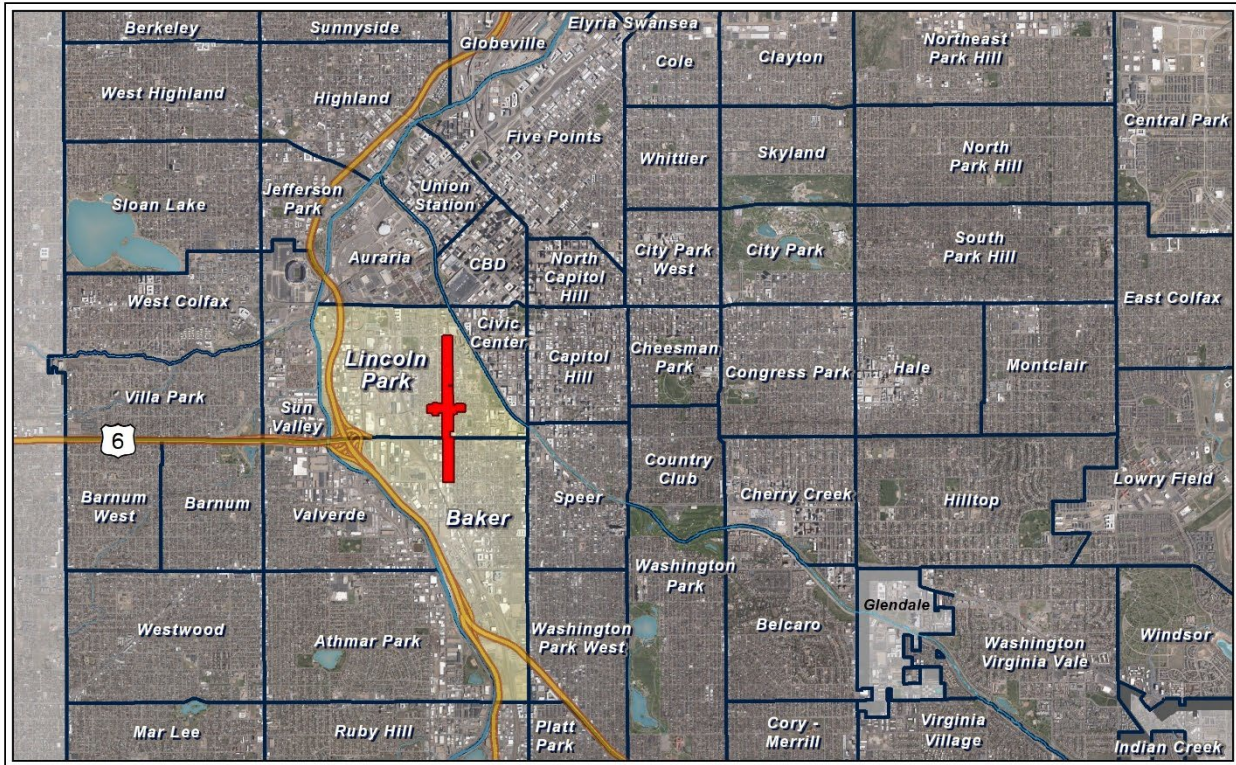 Berkeley
Sunnyside
Elyria Swansea
Globeville
Cole
Clayton
Northeast
Park Hill
West Highland
Highland
Five Points
Central Park
Whittier
Skyland
North
Park Hill
Sloan Lake
Jefferson
Park
Union
Station
Auraria
CBD
North
Capitol
Hill
City Park
West
City Park
South
Park Hill
West Colfax
East Colfax
Civic
Center
Lincoln
Park
Capitol
Hill
Cheesman
Park
Congress Park
Hale
Montclair
Villa Park
Sun
Valley
6
Barnum
West
Barnum
Valverde
Baker
Speer
Country
Club
Cherry Creek
Hilltop
Lowry Field
Washington
Park
Westwood
Athmar Park
Washington
Park West
Belcaro
Glendale
Washington
Virginia Vale
Windsor
Mar Lee
Ruby Hill
Platt
Park
Cory -
Merrill
Virginia
Village
Indian Creek